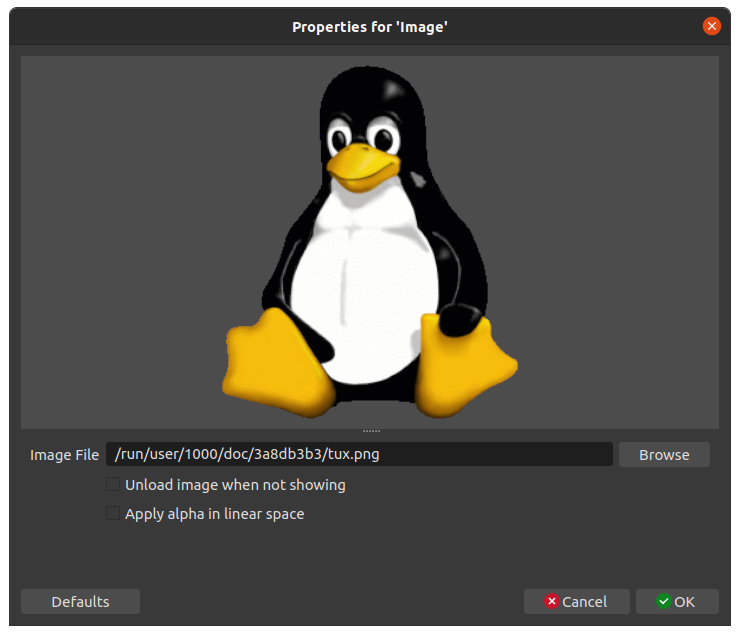 Properties for 'Image'
Image File /run/user/1000/doc/3a8db3b3/tux.png Browse
Unload image when not showing
Apply alpha in linear space
Defaults Cancel OK